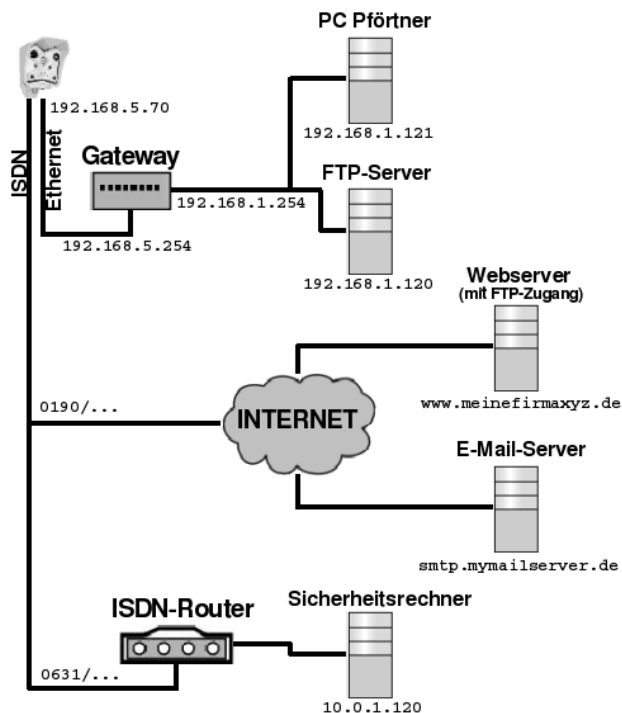 PC Pförtner
192.168.5.70
192.168.1.121
ISDN
Ethernet
Gateway
FTP-Server
192.168.1.254
192.168.5.254
192.168.1.120
Webserver
(mit FTP-Zugang)
www.meinefirmaxyz.de
0190/...
INTERNET
E-Mail-Server
smtp.mymailserver.de
ISDN-Router
Sicherheitsrechner
0631/...
10.0.1.120